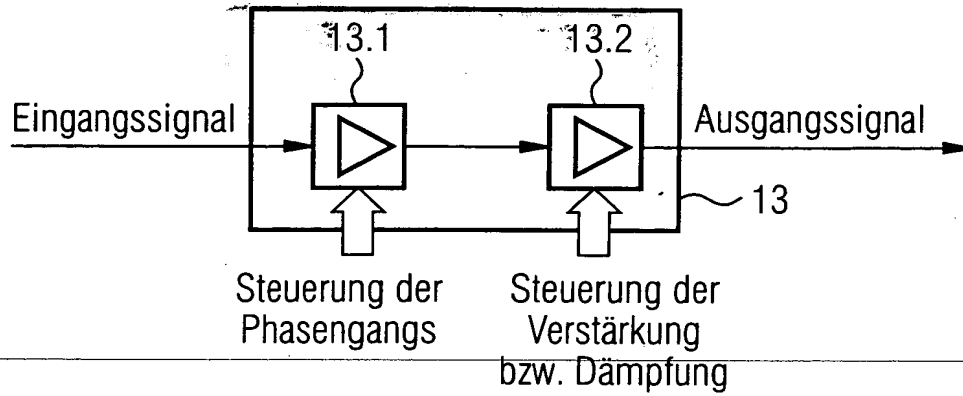 13.1
13.2
Eingangssignal
Ausgangssignal
13
Steuerung der
Phasengangs
Steuerung der
Verstärkung
bzw. Dämpfung